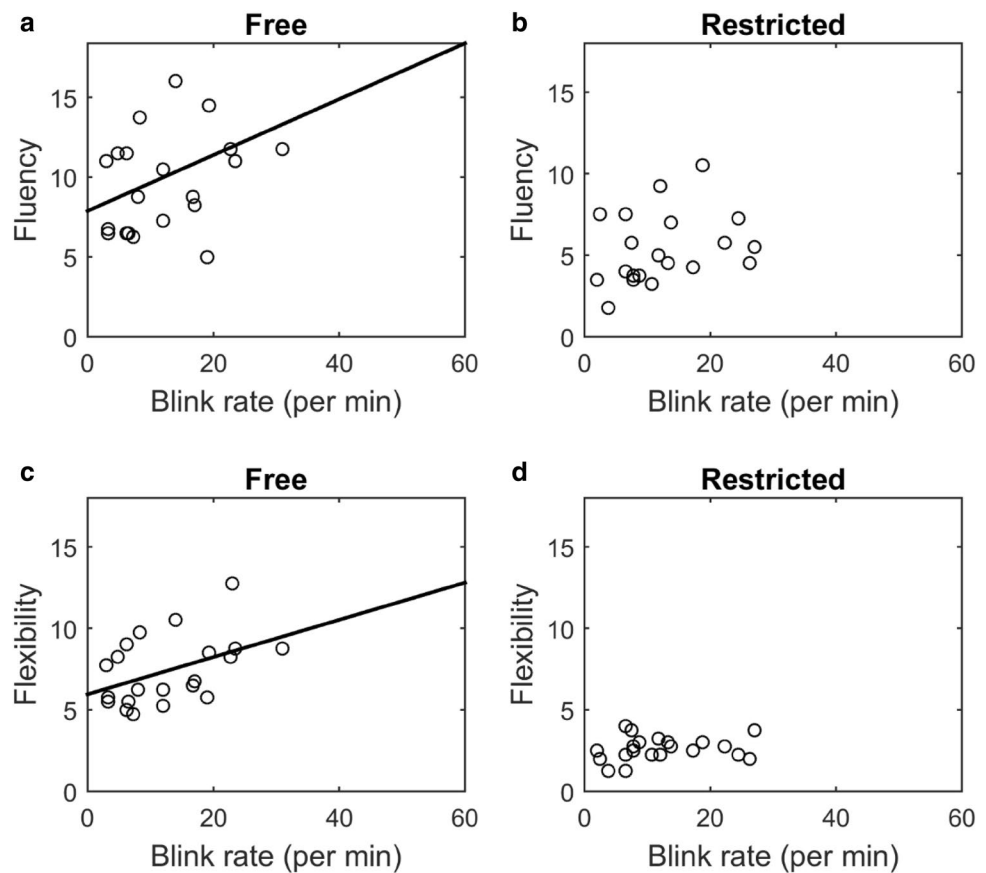 a
Free
15
10
5
0
Fluency
0 20 40 60
Blink rate (per min)
b
Restricted
15
10
5
0
Fluency
0 20 40 60
Blink rate (per min)
c
Free
15
10
5
0
Flexibility
0 20 40 60
Blink rate (per min)
d
Restricted
15
10
5
0
Flexibility
0 20 40 60
Blink rate (per min)